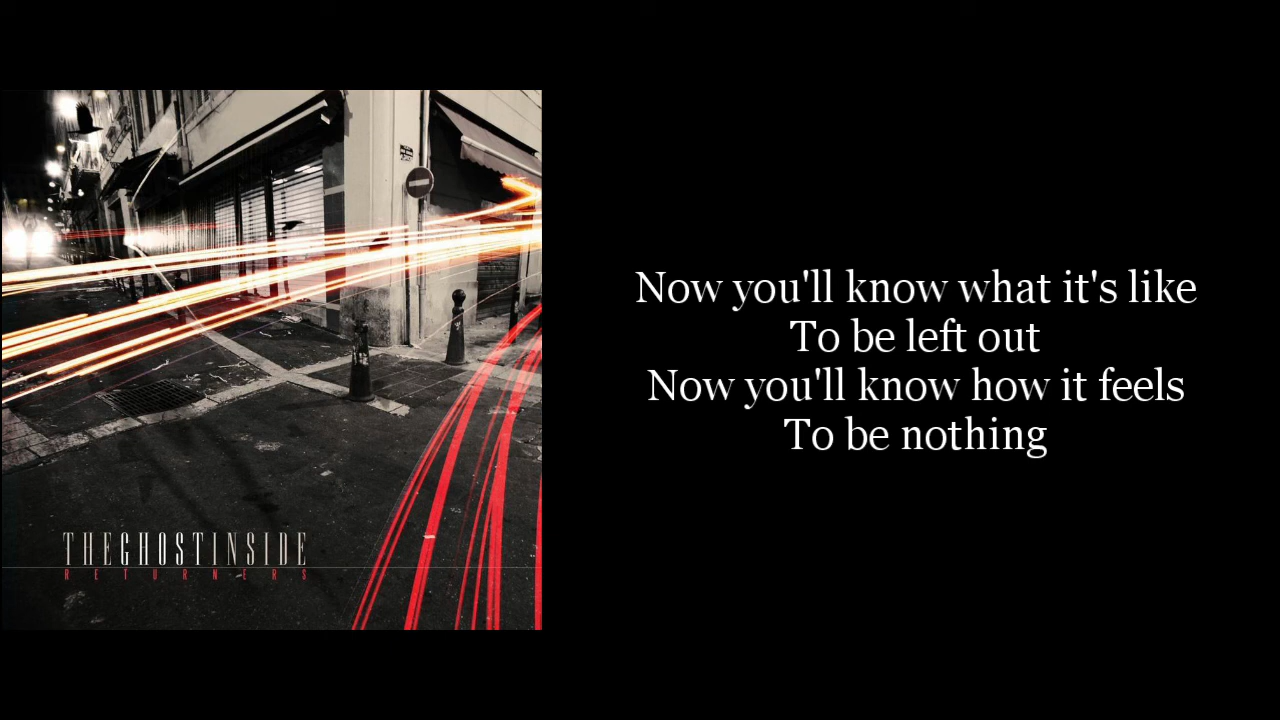 THEGHOSTINSIDE
RETURNERS
Now you'll know what it's like
To be left out
Now you'll know how it feels
To be nothing